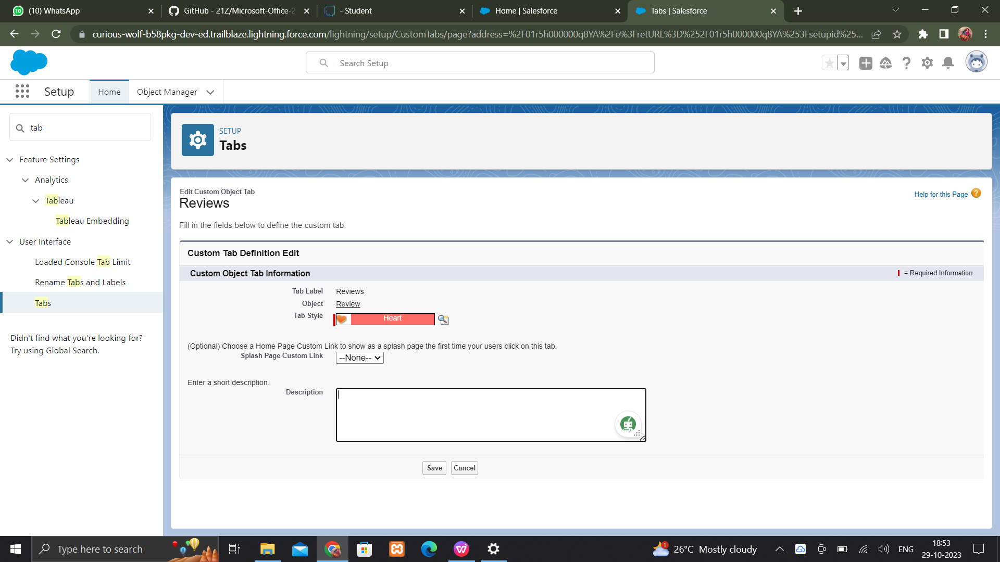 (10) WhatsApp
GitHub - 21Z/Microsoft-Office-2
- Student
Home | Salesforce
Tabs | Salesforce
curious-wolf-b58pkg-dev-ed.trailblaze.lightning.force.com/lightning/setup/CustomTabs/page?address=%2F01r5h000000q8YA%2Fe%3FretURL%3D%252F01r5h000000q8YA%253Fsetupid%25...
Search Setup
Setup
Home
Object Manager
tab
Feature Settings
Analytics
Tableau
Tableau Embedding
User Interface
Loaded Console Tab Limit
Rename Tabs and Labels
Tabs
Didn't find what you're looking for?
Try using Global Search.
SETUP
Tabs
Edit Custom Object Tab
Reviews
Help for this Page
Fill in the fields below to define the custom tab.
Custom Tab Definition Edit
Custom Object Tab Information
= Required Information
Tab Label Reviews
Object Review
Tab Style Heart
(Optional) Choose a Home Page Custom Link to show as a splash page the first time your users click on this tab.
Splash Page Custom Link --None--
Enter a short description.
Description
Save Cancel
Type here to search
1
26°C Mostly cloudy
ENG
18:53
29-10-2023